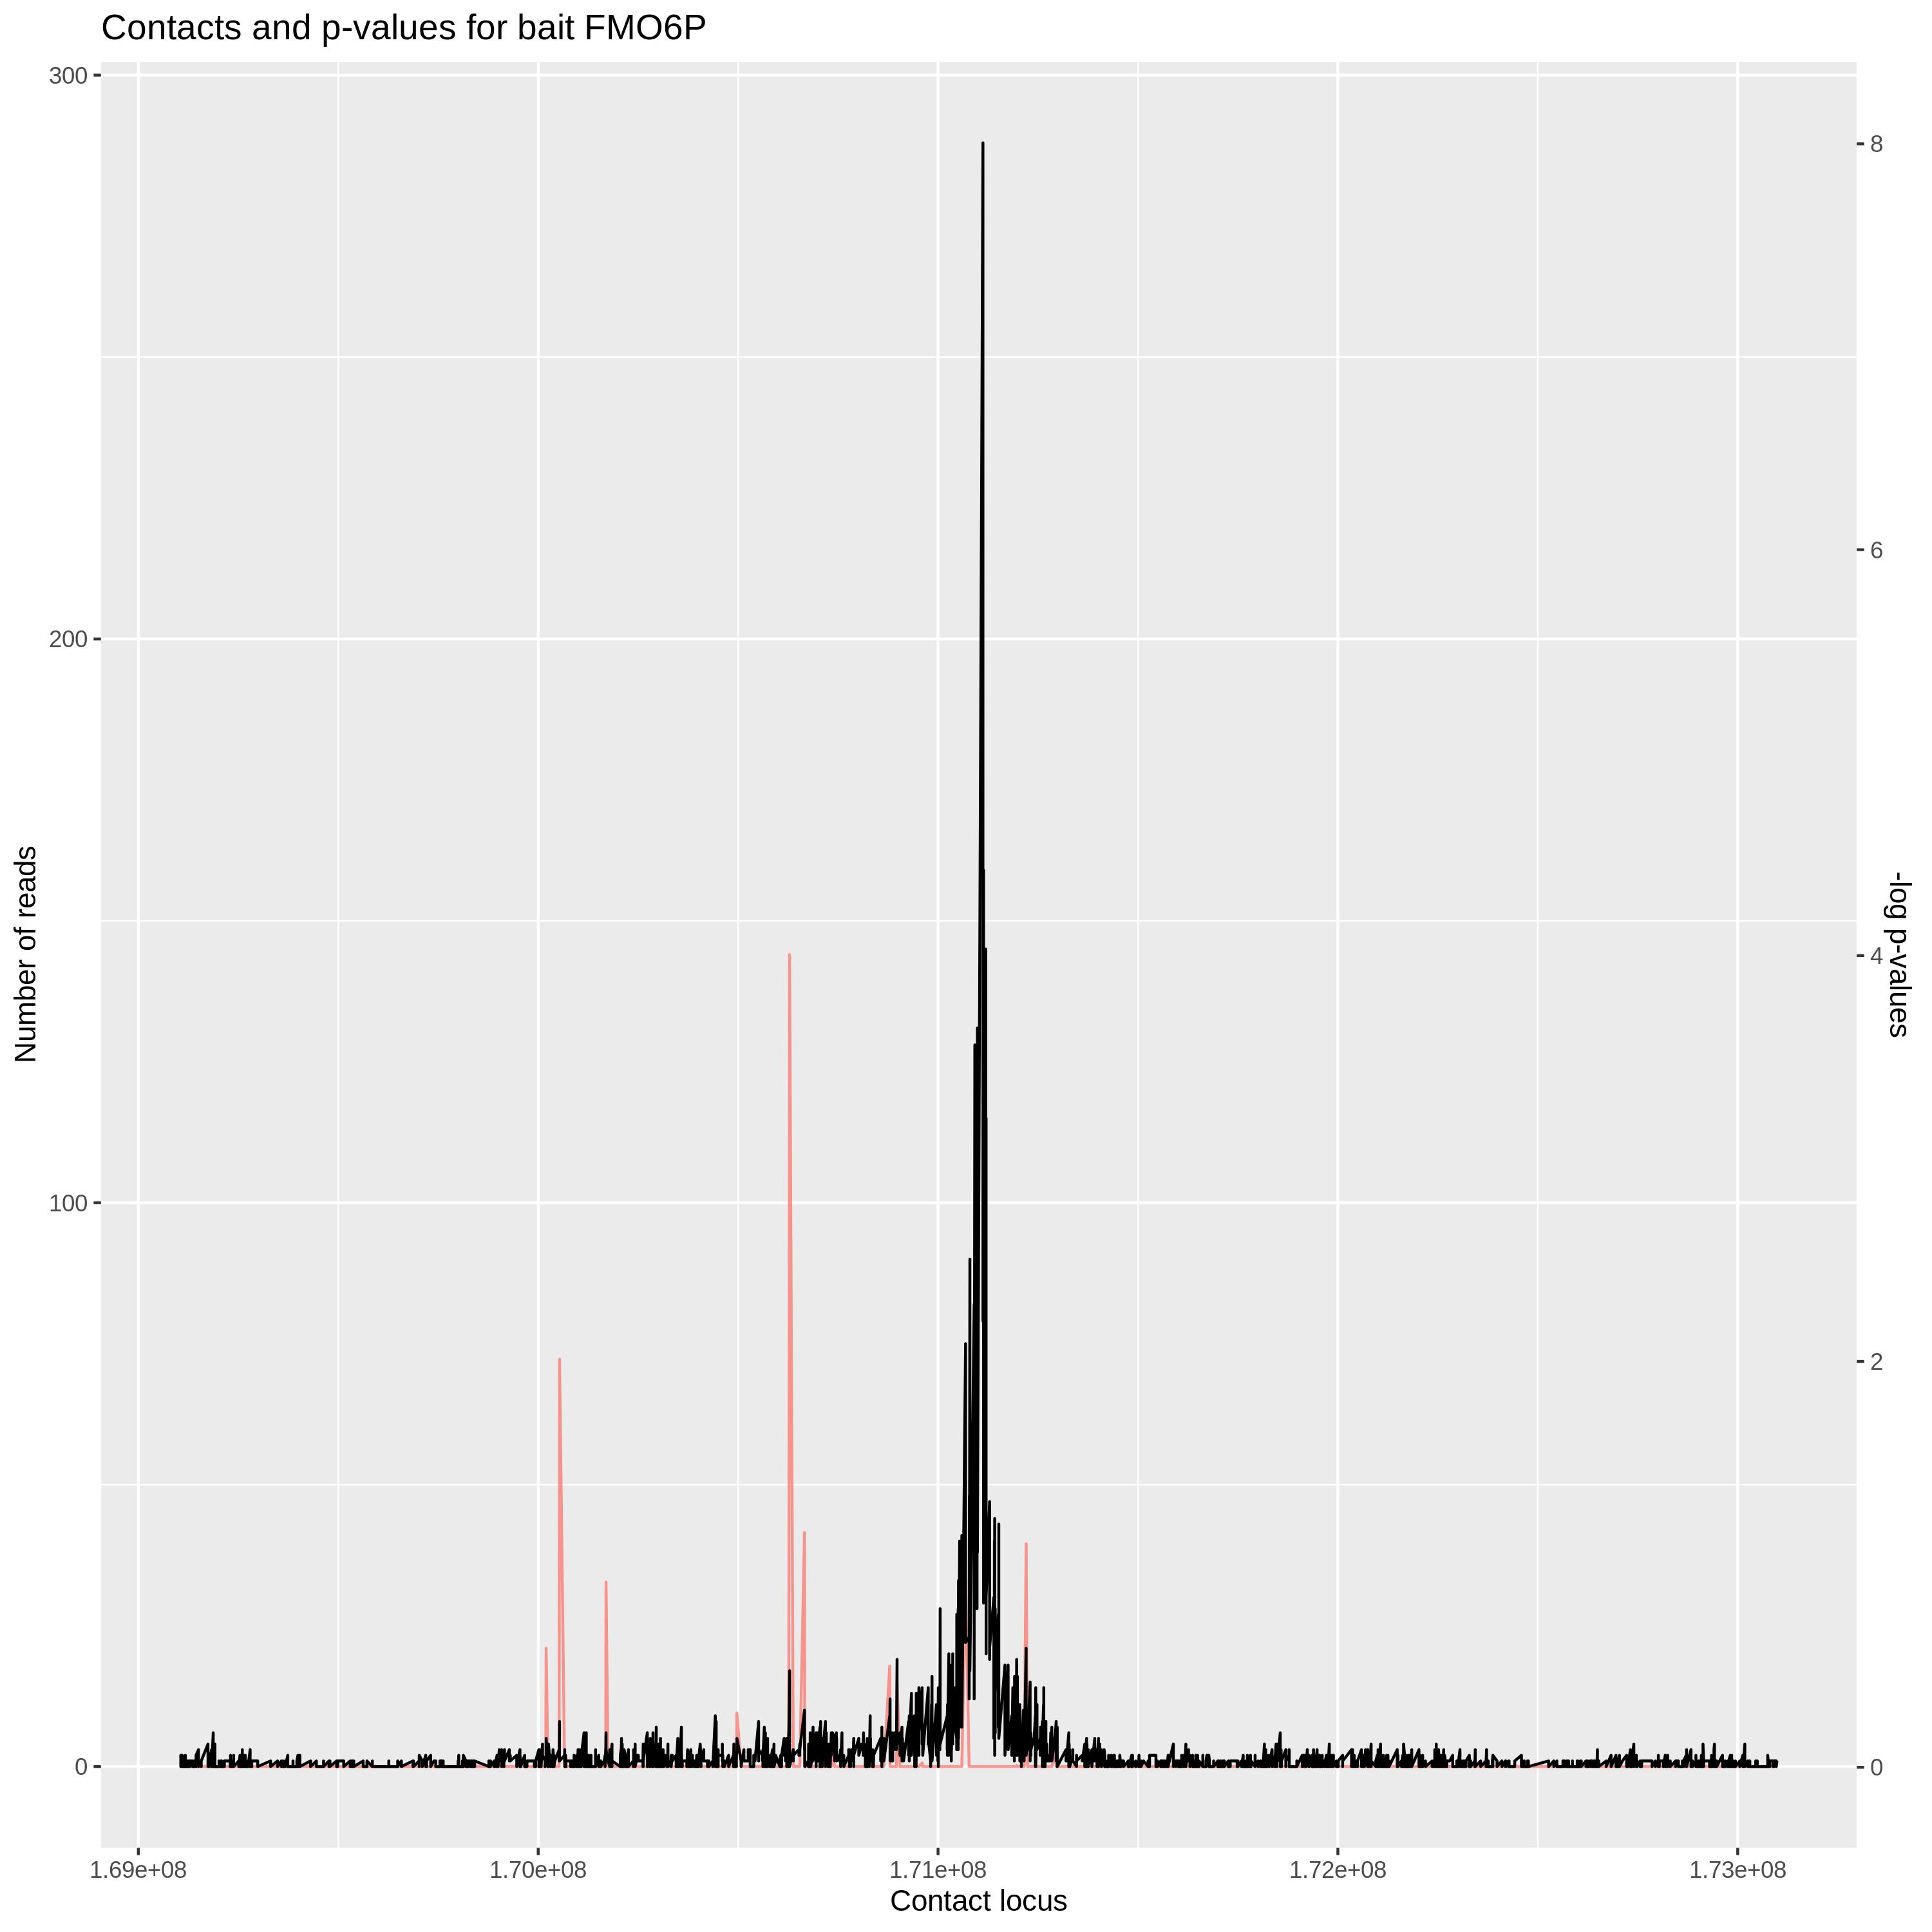 Contacts and p-values for bait FMO6P
300
200
100
0
Number of reads
8
6
4
2
0
-log p-values
1.69e+08
1.70e+08
1.71e+08
1.72e+08
1.73e+08
Contact locus